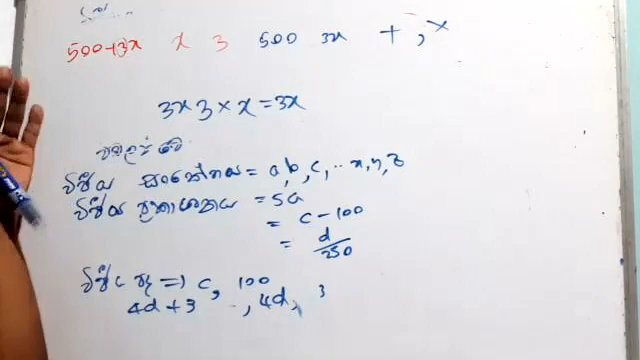 500+3x x 3 500 3x + , ×
3x 3 × x = 3x
වීජීය සංකේතය = a, b, c, ... x, y, z
වීජීය ප්‍රකාශනය = 5a
= c - 100
= d/250
වීජීය පද => c, 100
4d + 3 , 4d, 3